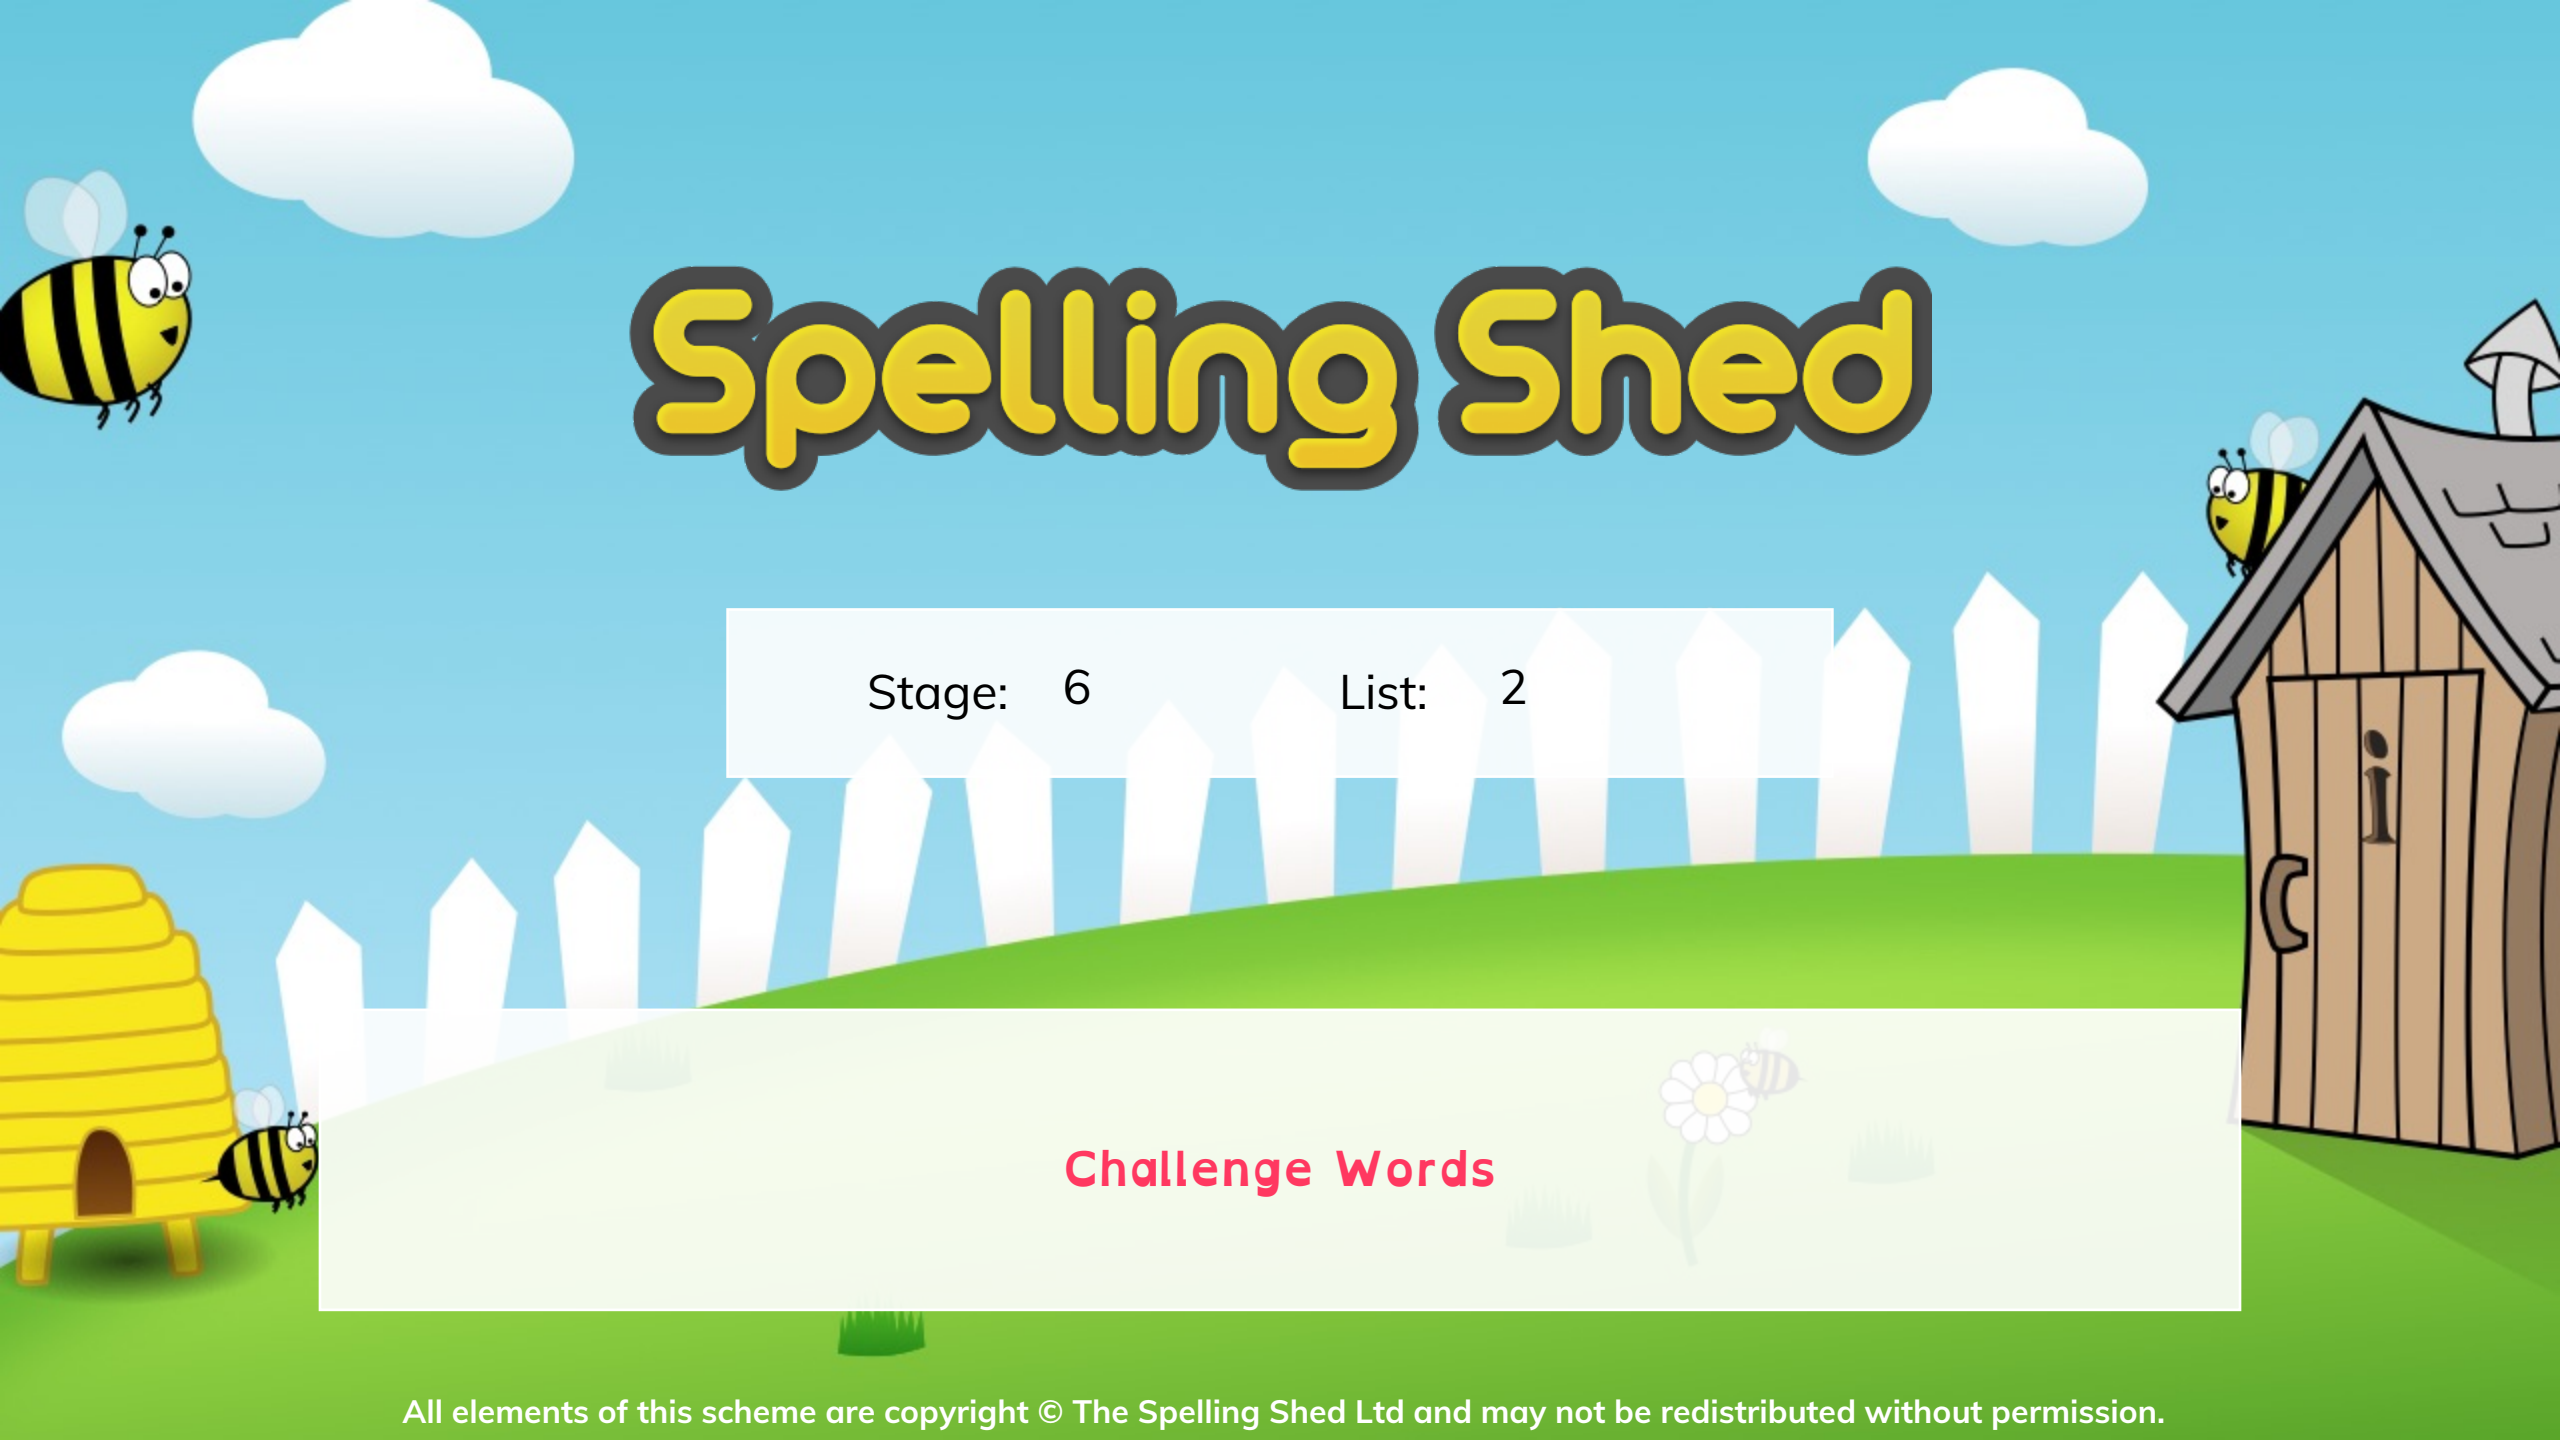 Spelling Shed
Stage: 6 List: 2
i
Challenge Words
All elements of this scheme are copyright © The Spelling Shed Ltd and may not be redistributed without permission.